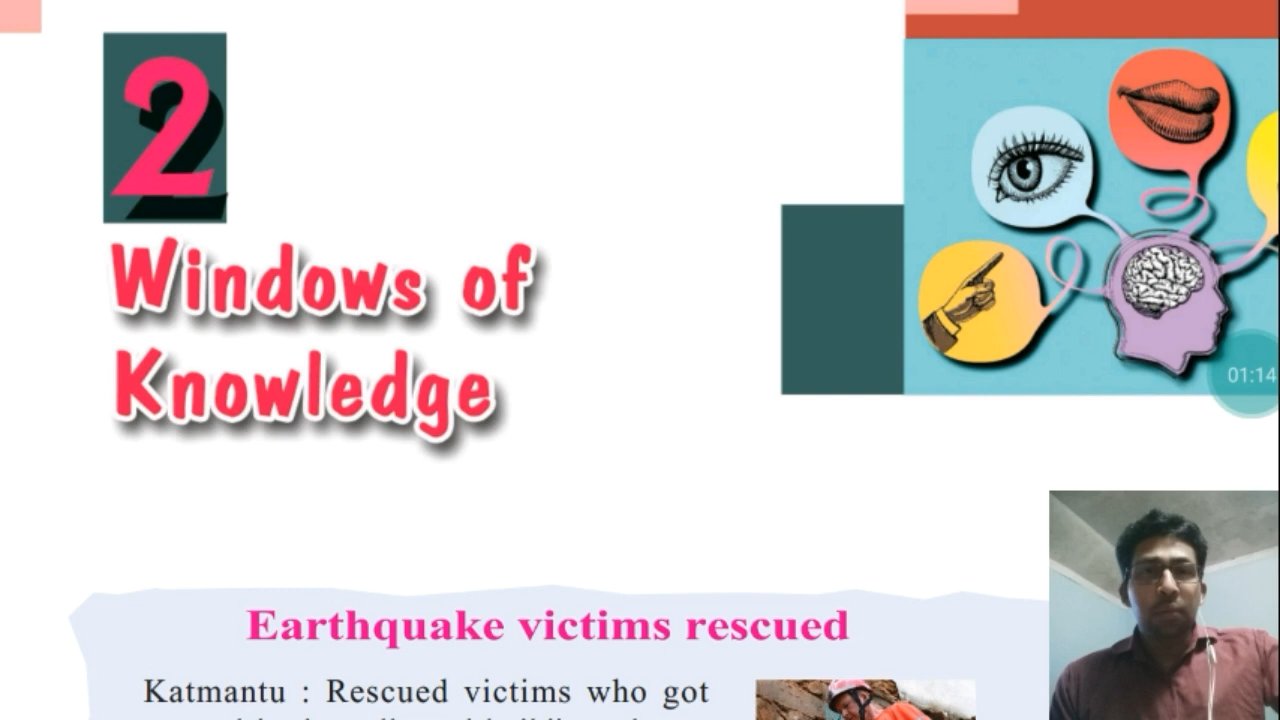 2
Windows of
Knowledge
01:14
Earthquake victims rescued
Katmantu : Rescued victims who got